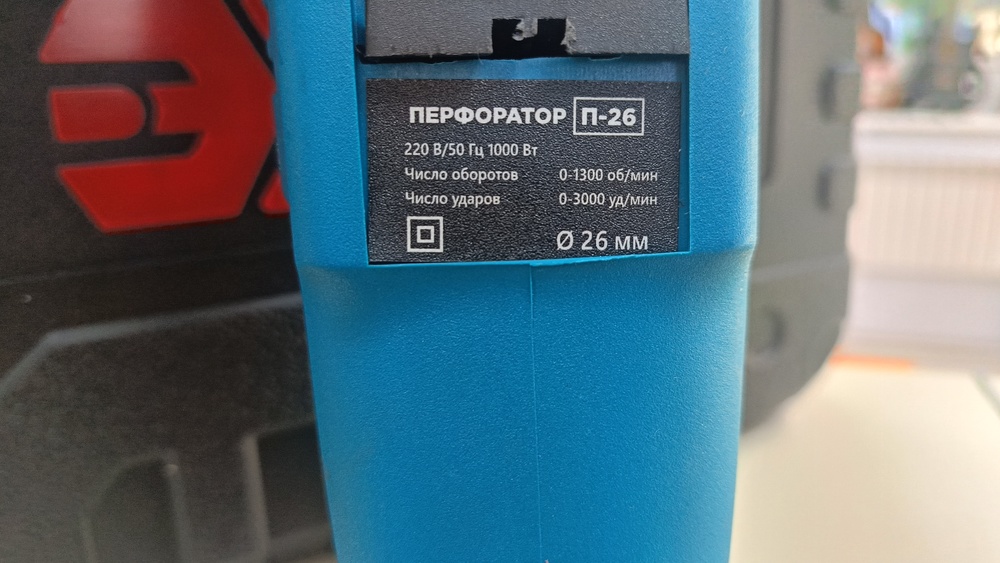 ПЕРФОРАТОР П-26
220 В/50 Гц 1000 Вт
Число оборотов 0-1300 об/мин
Число ударов 0-3000 уд/мин
Ø 26 мм